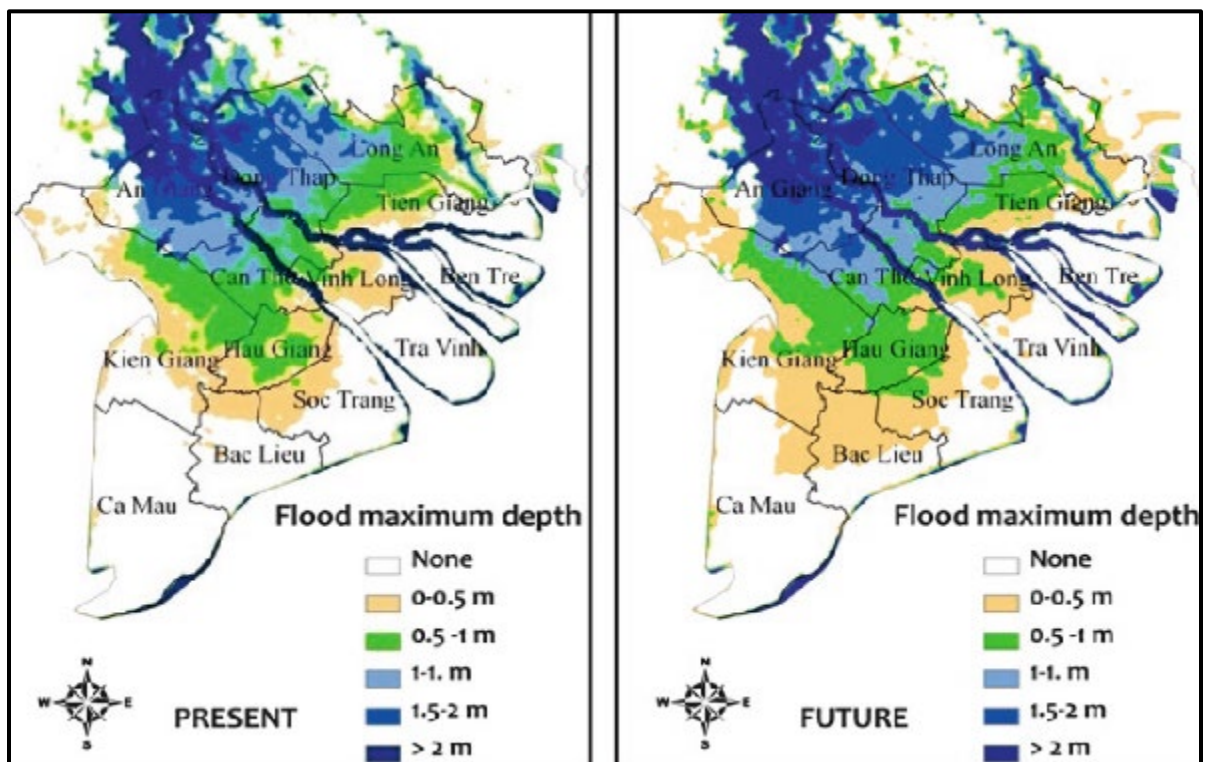 Long An
An Giang
Dong Thap
Tien Giang
Can Tho
Vinh Long
Ben Tre
Kien Giang
Hau Giang
Tra Vinh
Soc Trang
Bac Lieu
Ca Mau
Flood maximum depth
None
0-0.5 m
0.5 -1 m
1-1. m
1.5-2 m
> 2 m
N
W
E
S
PRESENT
Long An
An Giang
Dong Thap
Tien Giang
Can Tho
Vinh Long
Ben Tre
Kien Giang
Hau Giang
Tra Vinh
Soc Trang
Bac Lieu
Ca Mau
Flood maximum depth
None
0-0.5 m
0.5 -1 m
1-1. m
1.5-2 m
> 2 m
N
W
E
S
FUTURE